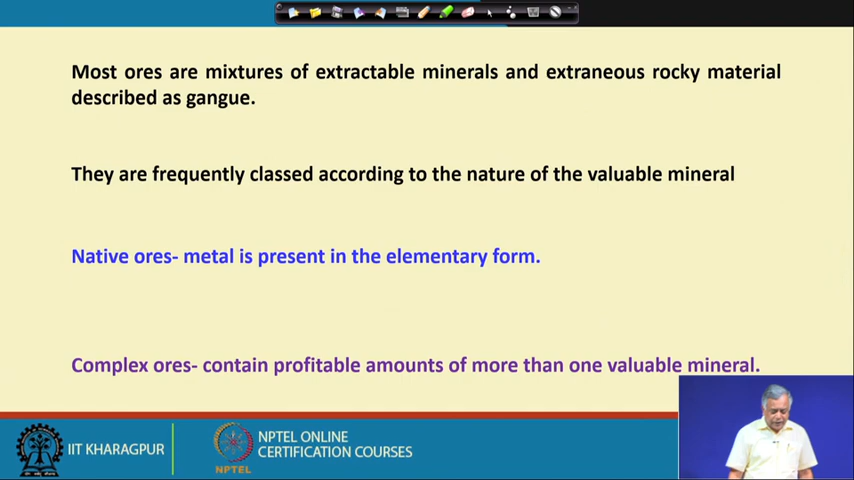 Most ores are mixtures of extractable minerals and extraneous rocky material
described as gangue.
They are frequently classed according to the nature of the valuable mineral
Native ores- metal is present in the elementary form.
Complex ores- contain profitable amounts of more than one valuable mineral.
IIT KHARAGPUR
NPTEL
NPTEL ONLINE
CERTIFICATION COURSES